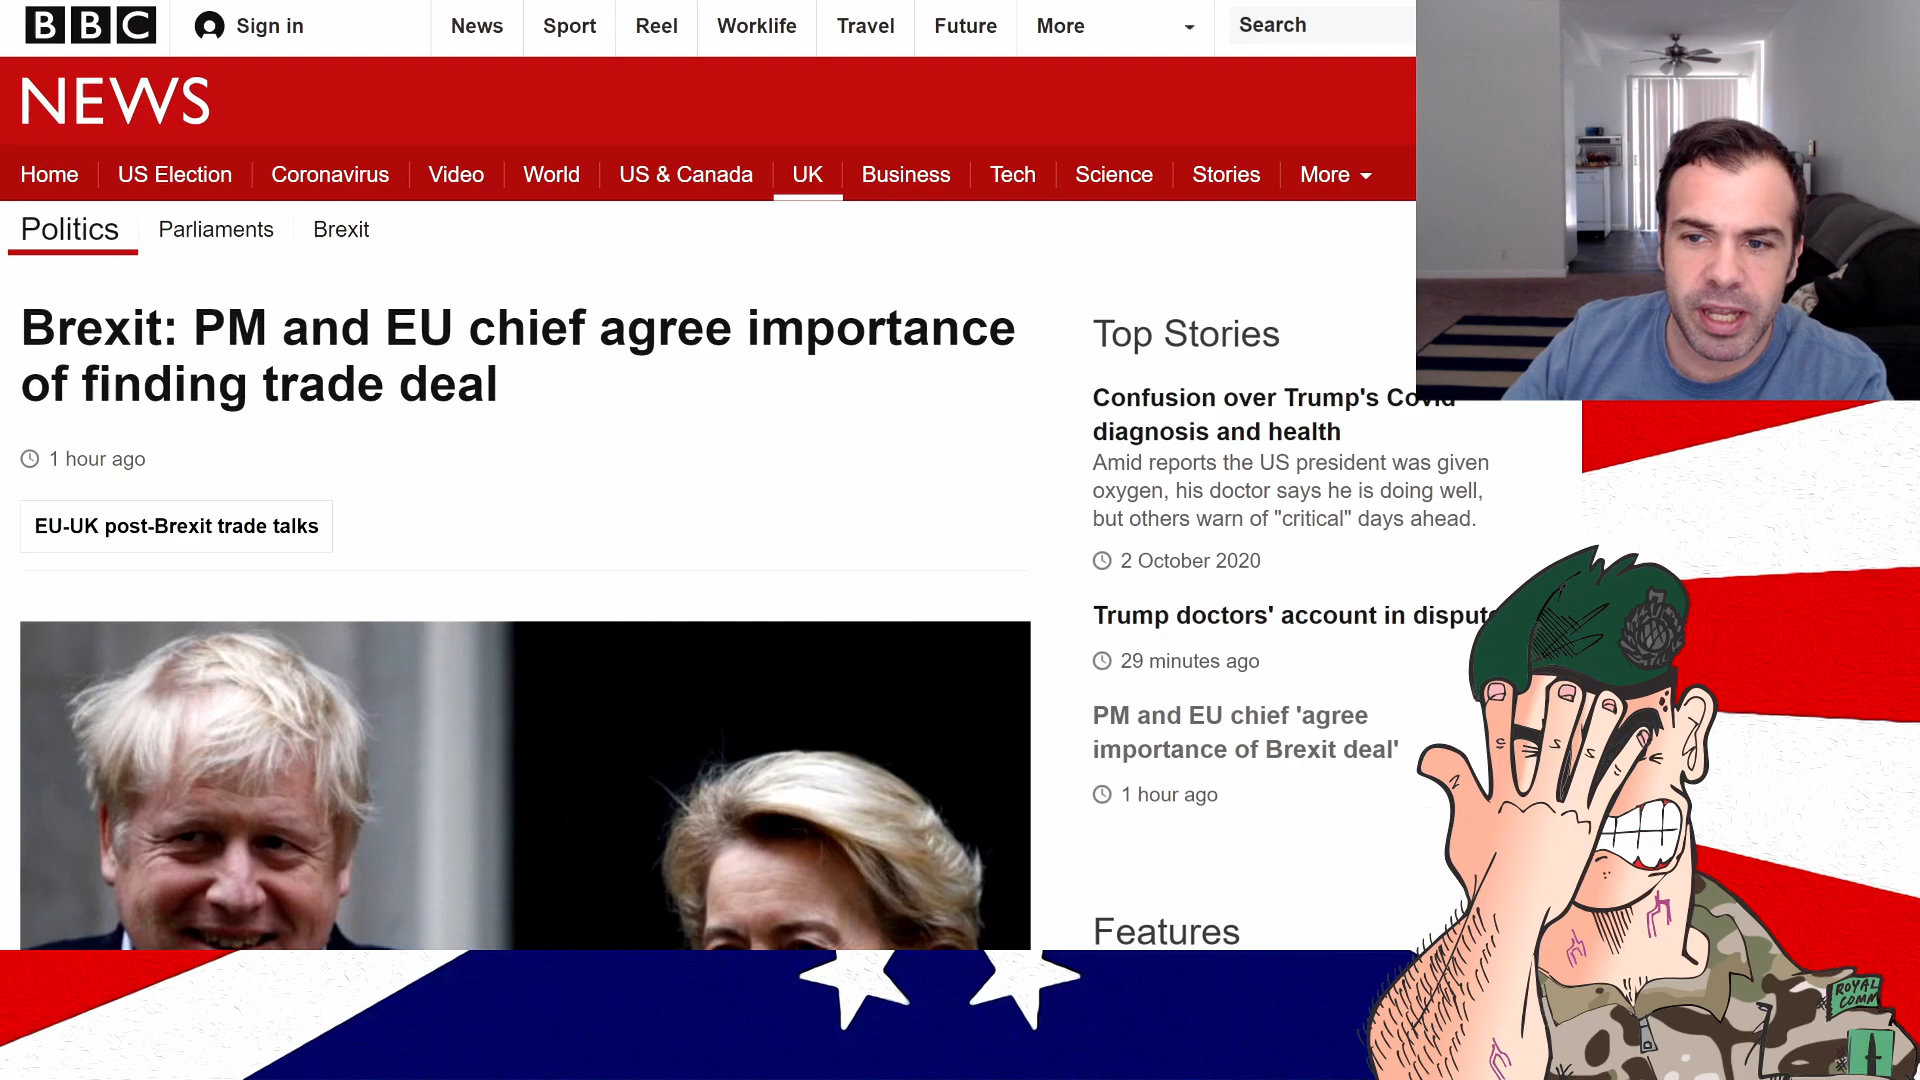 BBC
Sign in
News
Sport
Reel
Worklife
Travel
Future
More
Search
NEWS
Home
US Election
Coronavirus
Video
World
US & Canada
UK
Business
Tech
Science
Stories
More
Politics
Parliaments
Brexit
Brexit: PM and EU chief agree importance
of finding trade deal
1 hour ago
EU-UK post-Brexit trade talks
Top Stories
Confusion over Trump's Covid
diagnosis and health
Amid reports the US president was given
oxygen, his doctor says he is doing well,
but others warn of "critical" days ahead.
2 October 2020
Trump doctors' account in dispute
29 minutes ago
PM and EU chief 'agree
importance of Brexit deal'
1 hour ago
Features
ROYAL
COMM